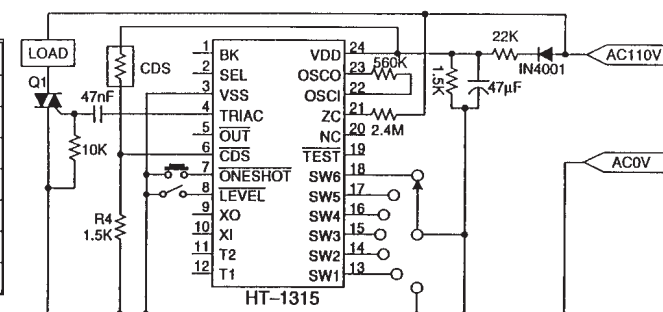 LOAD
Q1
CDS
47nF
10K
R4
1.5K
1 BK VDD 24
2 SEL OSCO 23 560K
3 VSS OSCI 22
4 TRIAC ZC 21 2.4M
5 OUT NC 20
6 CDS TEST 19
7 ONESHOT SW6 18
8 LEVEL SW5 17
9 XO SW4 16
10 XI SW3 15
11 T2 SW2 14
12 T1 SW1 13
HT-1315
22K
1.5K
47µF
IN4001
AC110V
AC0V